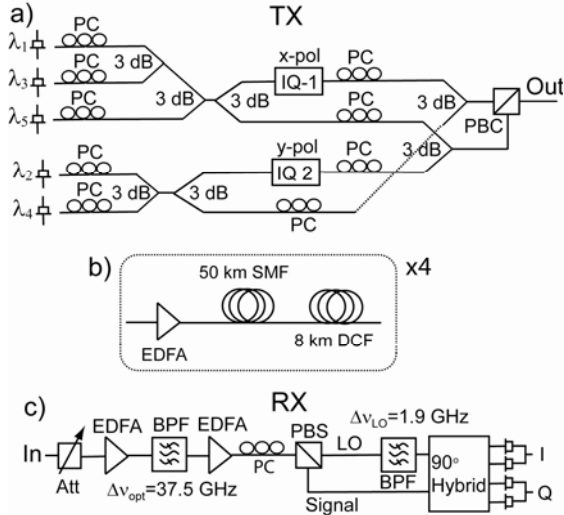 a)
TX
λ1
PC
3 dB
λ3
PC
3 dB
λ5
PC
3 dB
x-pol
IQ-1
PC
PC
3 dB
Out
PBC
λ2
PC
3 dB
λ4
PC
3 dB
y-pol
IQ 2
PC
PC
3 dB
b)
x4
50 km SMF
EDFA
8 km DCF
c)
RX
In
Att
EDFA
BPF
EDFA
Δνopt=37.5 GHz
PC
PBS
LO
Signal
ΔνLO=1.9 GHz
BPF
90o
Hybrid
I
Q